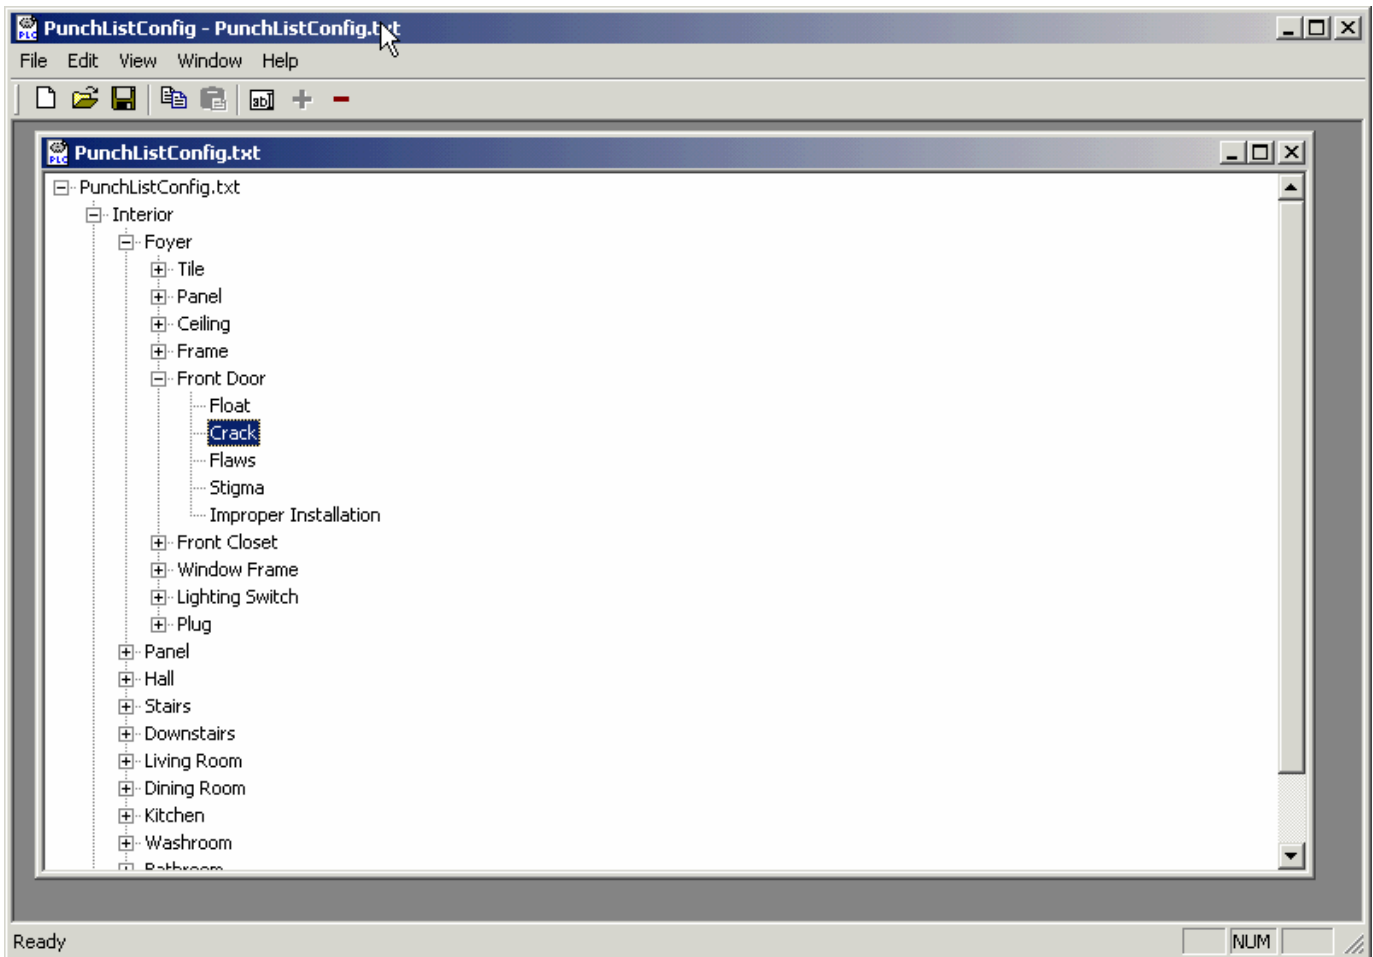 PunchListConfig - PunchListConfig.txt
File Edit View Window Help
PunchListConfig.txt
PunchListConfig.txt
Interior
Foyer
Tile
Panel
Ceiling
Frame
Front Door
Float
Crack
Flaws
Stigma
Improper Installation
Front Closet
Window Frame
Lighting Switch
Plug
Panel
Hall
Stairs
Downstairs
Living Room
Dining Room
Kitchen
Washroom
Bathroom
Ready NUM